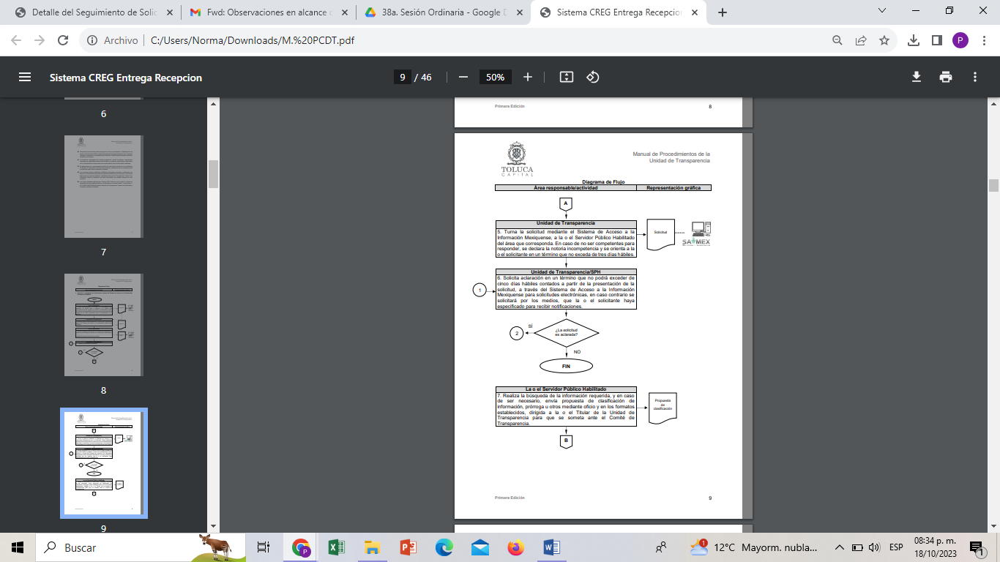 Detalle del Seguimiento de Solic
Fwd: Observaciones en alcance
38a. Sesión Ordinaria - Google D
Sistema CREG Entrega Recepcion
Archivo
C:/Users/Norma/Downloads/M.%20PCDT.pdf
P
Sistema CREG Entrega Recepcion
9 / 46
50%
6
7
8
9
Primera Edición
8
TOLUCA
CAPITAL
Manual de Procedimientos de la
Unidad de Transparencia
Diagrama de Flujo
Área responsable/actividad
Representación gráfica
A
Unidad de Transparencia
5. Turna la solicitud mediante el Sistema de Acceso a la
Información Mexiquense, a la o el Servidor Público Habilitado
del área que corresponda. En caso de no ser competentes para
responder, se declara la notoria incompetencia y se orienta a la
o el solicitante en un término que no exceda de tres días hábiles.
Solicitud
SAIMEX
Unidad de Transparencia/SPH
6. Solicita aclaración en un término que no podrá exceder de
cinco días hábiles contados a partir de la presentación de la
solicitud, a través del Sistema de Acceso a la Información
Mexiquense para solicitudes electrónicas, en caso contrario se
solicitará por los medios, que la o el solicitante haya
especificado para recibir notificaciones.
1
2
SÍ
¿La solicitud
es aclarada?
NO
FIN
La o el Servidor Público Habilitado
7. Realiza la búsqueda de la información requerida, y en caso
de ser necesario, envía propuesta de clasificación de
información, prórroga u otros mediante oficio y en los formatos
establecidos, dirigida a la o el Titular de la Unidad de
Transparencia para que se someta ante el Comité de
Transparencia.
Propuesta
de
clasificación
B
Primera Edición
9
Buscar
1
12°C Mayorm. nubla...
ESP
08:34 p. m.
18/10/2023
1